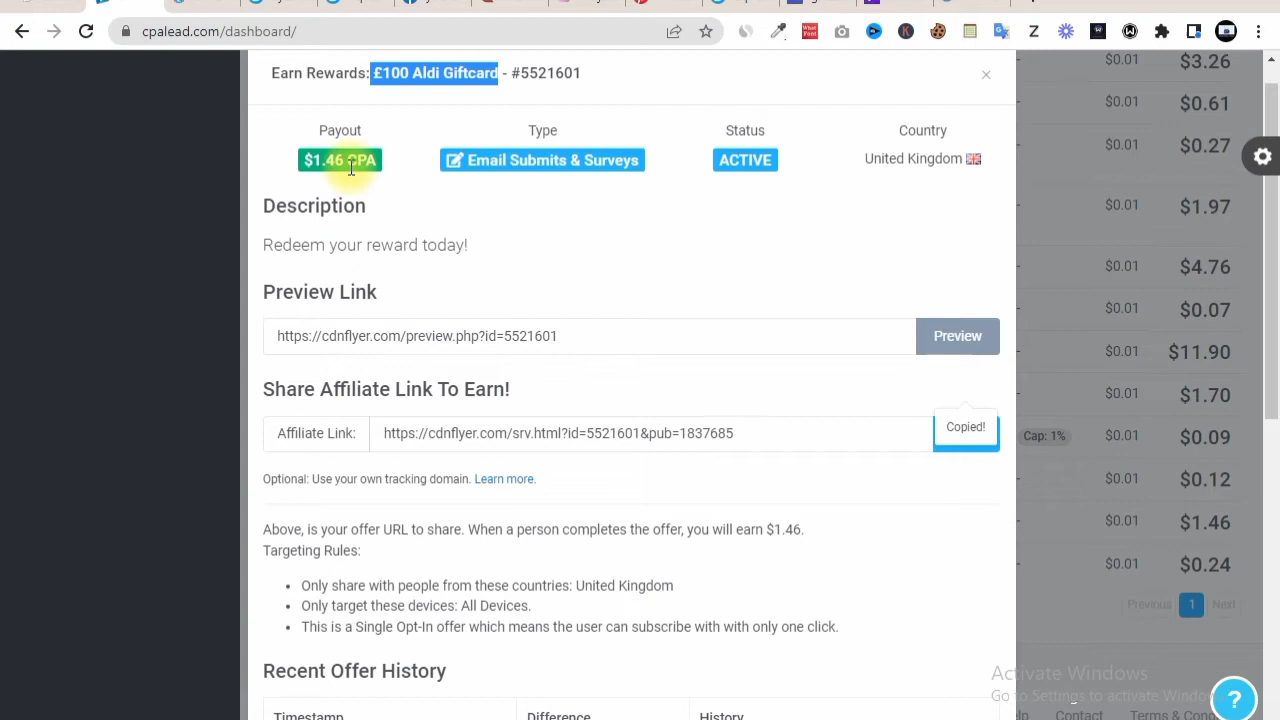 cpalead.com/dashboard/
Earn Rewards: £100 Aldi Giftcard - #5521601
×
Payout
Type
Status
Country
$1.46 CPA
Email Submits & Surveys
ACTIVE
United Kingdom
Description
Redeem your reward today!
Preview Link
https://cdnflyer.com/preview.php?id=5521601
Preview
Share Affiliate Link To Earn!
Affiliate Link:
https://cdnflyer.com/srv.html?id=5521601&pub=1837685
Copied!
Optional: Use your own tracking domain. Learn more.
Above, is your offer URL to share. When a person completes the offer, you will earn $1.46.
Targeting Rules:
• Only share with people from these countries: United Kingdom
• Only target these devices: All Devices.
• This is a Single Opt-In offer which means the user can subscribe with with only one click.
Recent Offer History
Timestamp
Difference
History
$0.01 $3.26
$0.01 $0.61
$0.01 $0.27
$0.01 $1.97
$0.01 $4.76
$0.01 $0.07
$0.01 $11.90
$0.01 $1.70
Cap: 1% $0.01 $0.09
$0.01 $0.12
$0.01 $1.46
$0.01 $0.24
Previous 1 Next
Activate Windows
Go to Settings to activate
Contact
Terms &
?